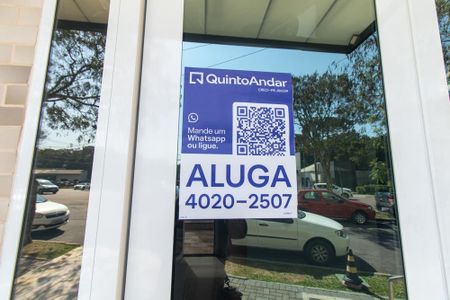 QuintoAndar
Mande um
Whatsapp
ou ligue.
ALUGA
4020-2507